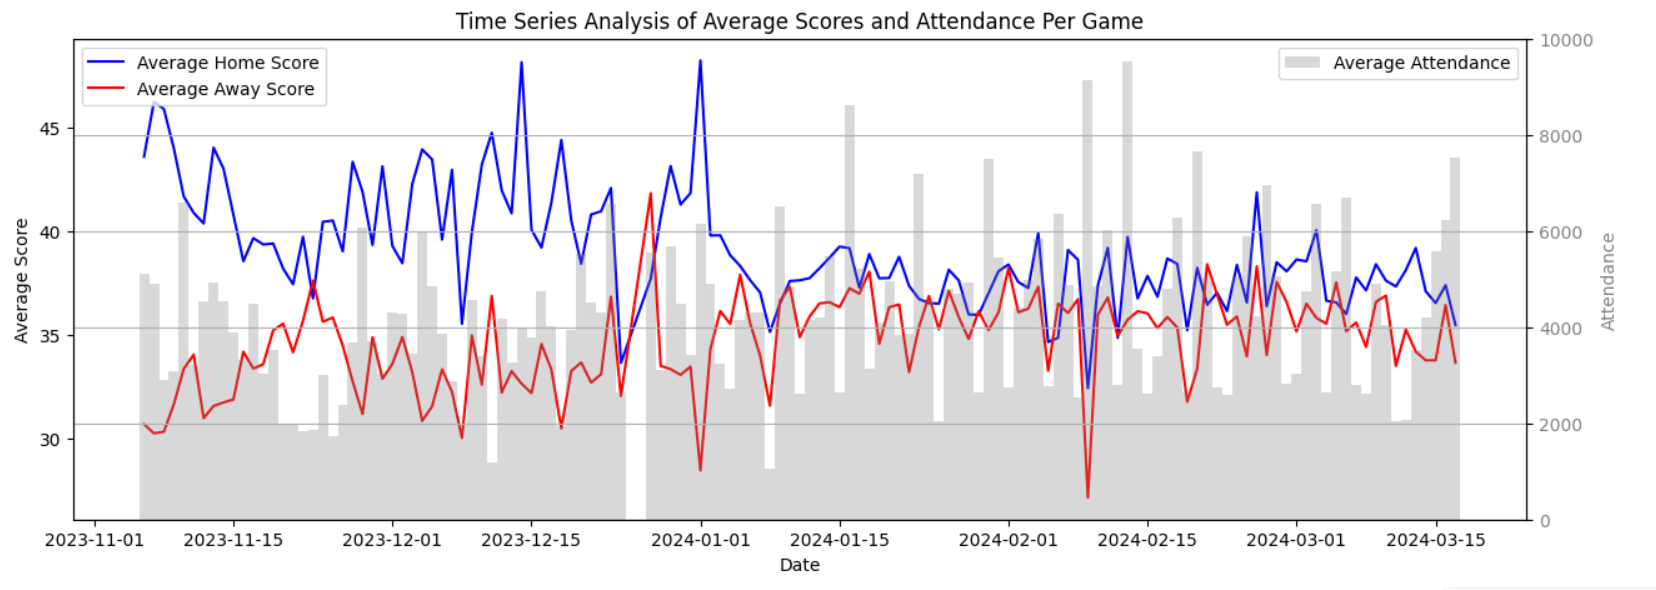 Time Series Analysis of Average Scores and Attendance Per Game
Average Home Score
Average Away Score
Average Attendance
45
40
35
30
Average Score
10000
8000
6000
4000
2000
0
Attendance
2023-11-01 2023-11-15 2023-12-01 2023-12-15 2024-01-01 2024-01-15 2024-02-01 2024-02-15 2024-03-01 2024-03-15
Date